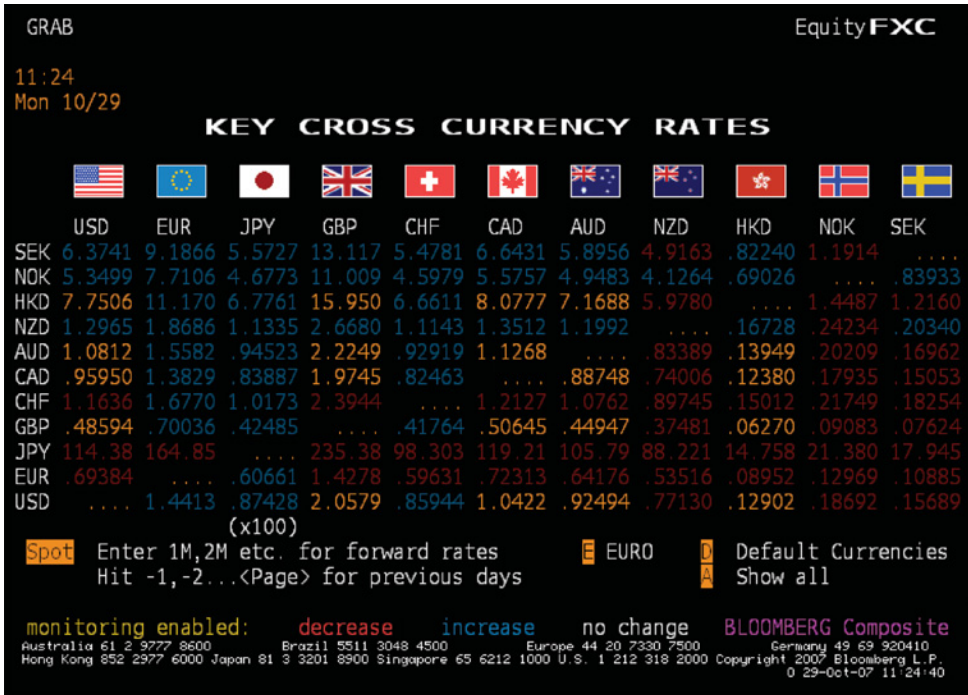 GRAB Equity FXC
11:24
Mon 10/29
KEY CROSS CURRENCY RATES
USD EUR JPY GBP CHF CAD AUD NZD HKD NOK SEK
SEK 6.3741 9.1866 5.5727 13.117 5.4781 6.6431 5.8956 4.9163 .82240 1.1914 ....
NOK 5.3499 7.7106 4.6773 11.009 4.5979 5.5757 4.9483 4.1264 .69026 .... .83933
HKD 7.7506 11.170 6.7761 15.950 6.6611 8.0777 7.1688 5.9780 .... 1.4487 1.2160
NZD 1.2965 1.8686 1.1335 2.6680 1.1143 1.3512 1.1992 .... .16728 .24234 .20340
AUD 1.0812 1.5582 .94523 2.2249 .92919 1.1268 .... .83389 .13949 .20209 .16962
CAD .95950 1.3829 .83887 1.9745 .82463 .... .88748 .74006 .12380 .17935 .15053
CHF 1.1636 1.6770 1.0173 2.3944 .... 1.2127 1.0762 .89745 .15012 .21749 .18254
GBP .48594 .70036 .42485 .... .41764 .50645 .44947 .37481 .06270 .09083 .07624
JPY 114.38 164.85 .... 235.38 98.303 119.21 105.79 88.221 14.758 21.380 17.945
EUR .69384 .... .60661 1.4278 .59631 .72313 .64176 .53516 .08952 .12969 .10885
USD .... 1.4413 .87428 2.0579 .85944 1.0422 .92494 .77130 .12902 .18692 .15689
(x100)
Spot Enter 1M,2M etc. for forward rates E EURO D Default Currencies
Hit -1,-2...<Page> for previous days A Show all
monitoring enabled: decrease increase no change BLOOMBERG Composite
Australia 61 2 9777 8600 Brazil 5511 3048 4500 Europe 44 20 7330 7500 Germany 49 69 920410
Hong Kong 852 2977 6000 Japan 81 3 3201 8900 Singapore 65 6212 1000 U.S. 1 212 318 2000 Copyright 2007 Bloomberg L.P.
0 29-Oct-07 11:24:40